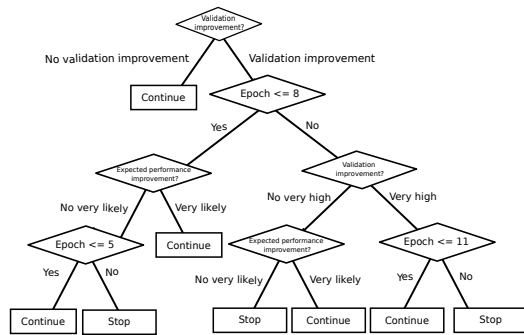 Validation
improvement?
No validation improvement
Validation improvement
Continue
Epoch <= 8
Yes
No
Expected performance
improvement?
Validation
improvement?
No very likely
Very likely
No very high
Very high
Epoch <= 5
Continue
Expected performance
improvement?
Epoch <= 11
Yes
No
No very likely
Very likely
Yes
No
Continue
Stop
Stop
Continue
Continue
Stop